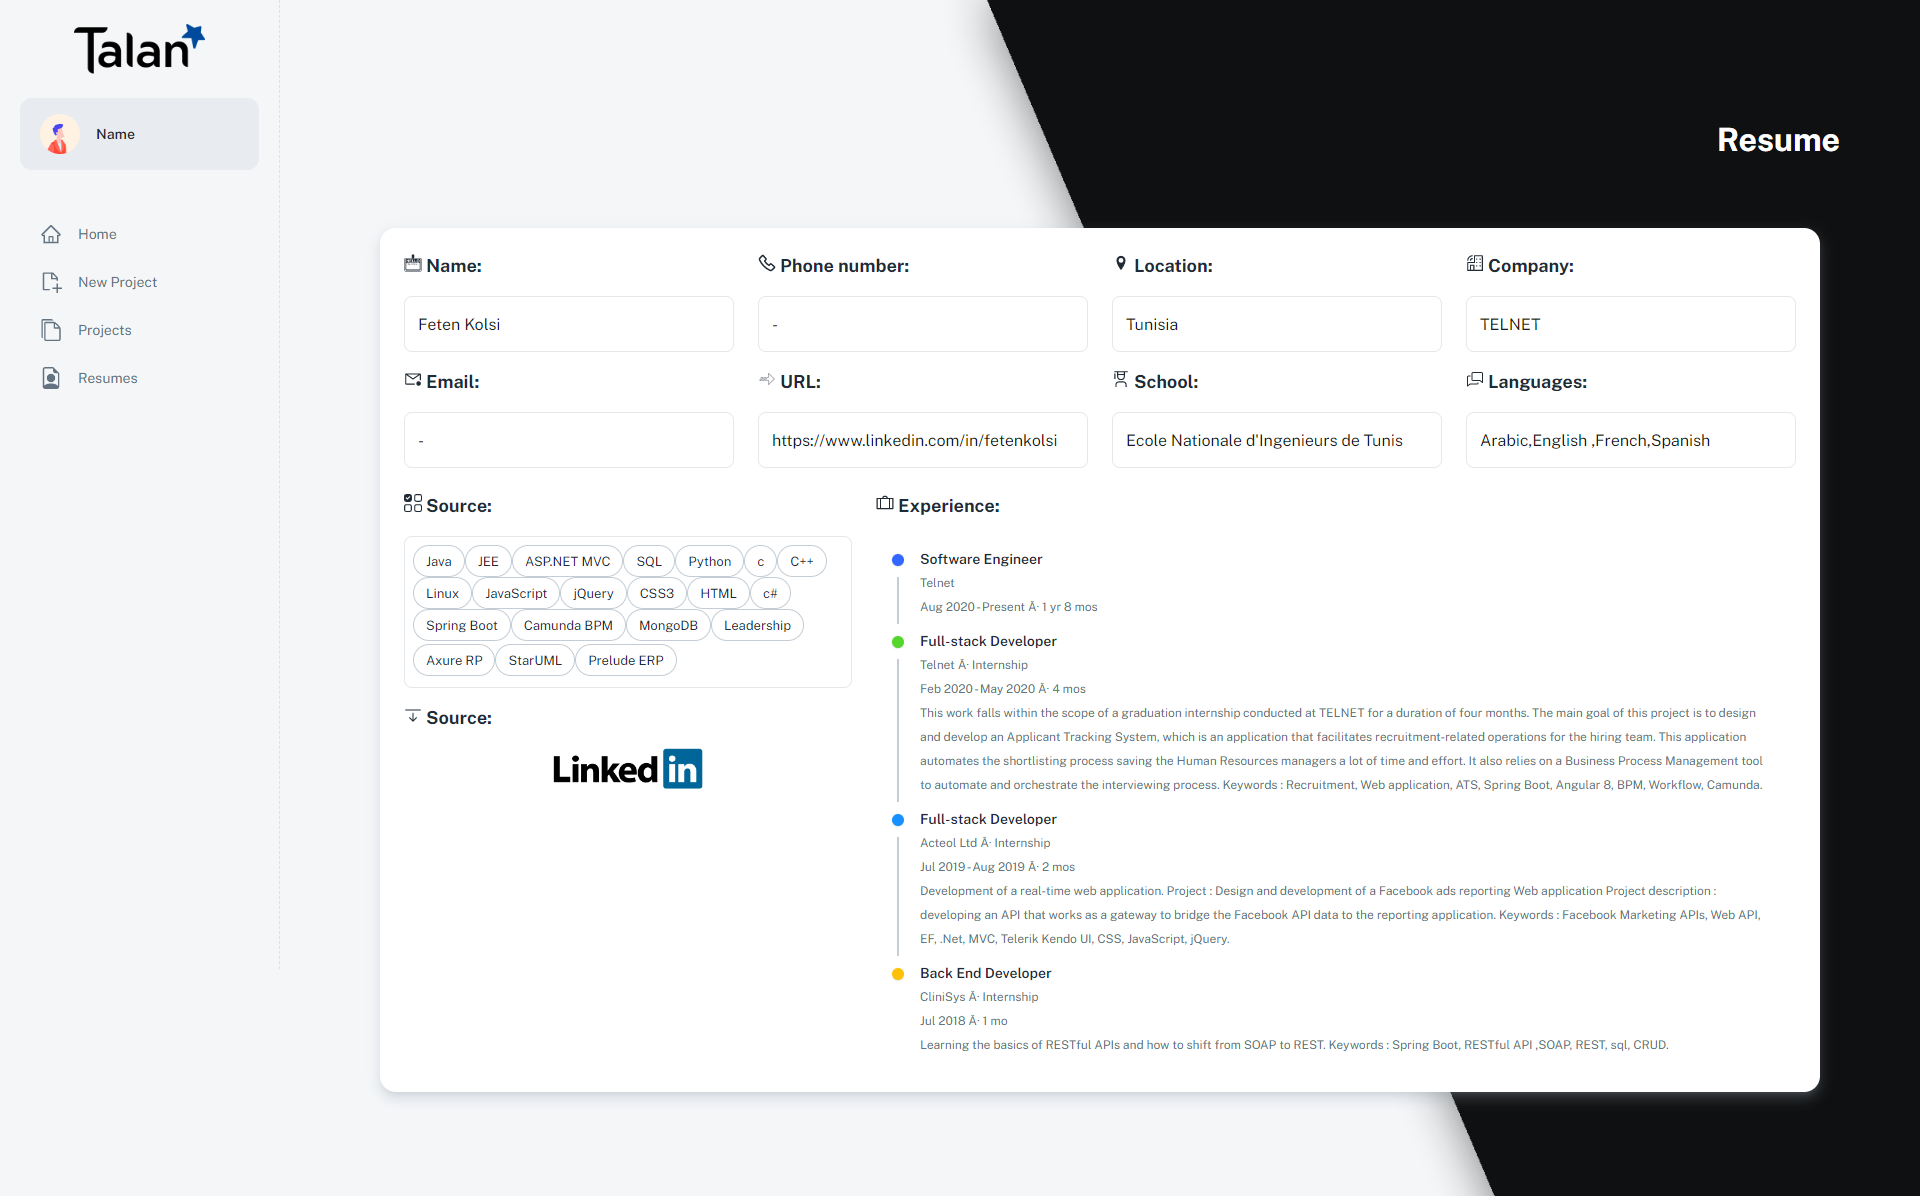 Talan
Name
Home
New Project
Projects
Resumes
Resume
Name:
Phone number:
Location:
Company:
Feten Kolsi
-
Tunisia
TELNET
Email:
URL:
School:
Languages:
-
https://www.linkedin.com/in/fetenkolsi
Ecole Nationale d'Ingenieurs de Tunis
Arabic,English ,French,Spanish
Source:
Java JEE ASP.NET MVC SQL Python c C++
Linux JavaScript jQuery CSS3 HTML c#
Spring Boot Camunda BPM MongoDB Leadership
Axure RP StarUML Prelude ERP
Source:
Linked in
Experience:
Software Engineer
Telnet
Aug 2020 - Present Â· 1 yr 8 mos
Full-stack Developer
Telnet Â· Internship
Feb 2020 - May 2020 Â· 4 mos
This work falls within the scope of a graduation internship conducted at TELNET for a duration of four months. The main goal of this project is to design
and develop an Applicant Tracking System, which is an application that facilitates recruitment-related operations for the hiring team. This application
automates the shortlisting process saving the Human Resources managers a lot of time and effort. It also relies on a Business Process Management tool
to automate and orchestrate the interviewing process. Keywords : Recruitment, Web application, ATS, Spring Boot, Angular 8, BPM, Workflow, Camunda.
Full-stack Developer
Acteol Ltd Â· Internship
Jul 2019 - Aug 2019 Â· 2 mos
Development of a real-time web application. Project : Design and development of a Facebook ads reporting Web application Project description :
developing an API that works as a gateway to bridge the Facebook API data to the reporting application. Keywords : Facebook Marketing APIs, Web API,
EF, .Net, MVC, Telerik Kendo UI, CSS, JavaScript, jQuery.
Back End Developer
CliniSys Â· Internship
Jul 2018 Â· 1 mo
Learning the basics of RESTful APIs and how to shift from SOAP to REST. Keywords : Spring Boot, RESTful API ,SOAP, REST, sql, CRUD.